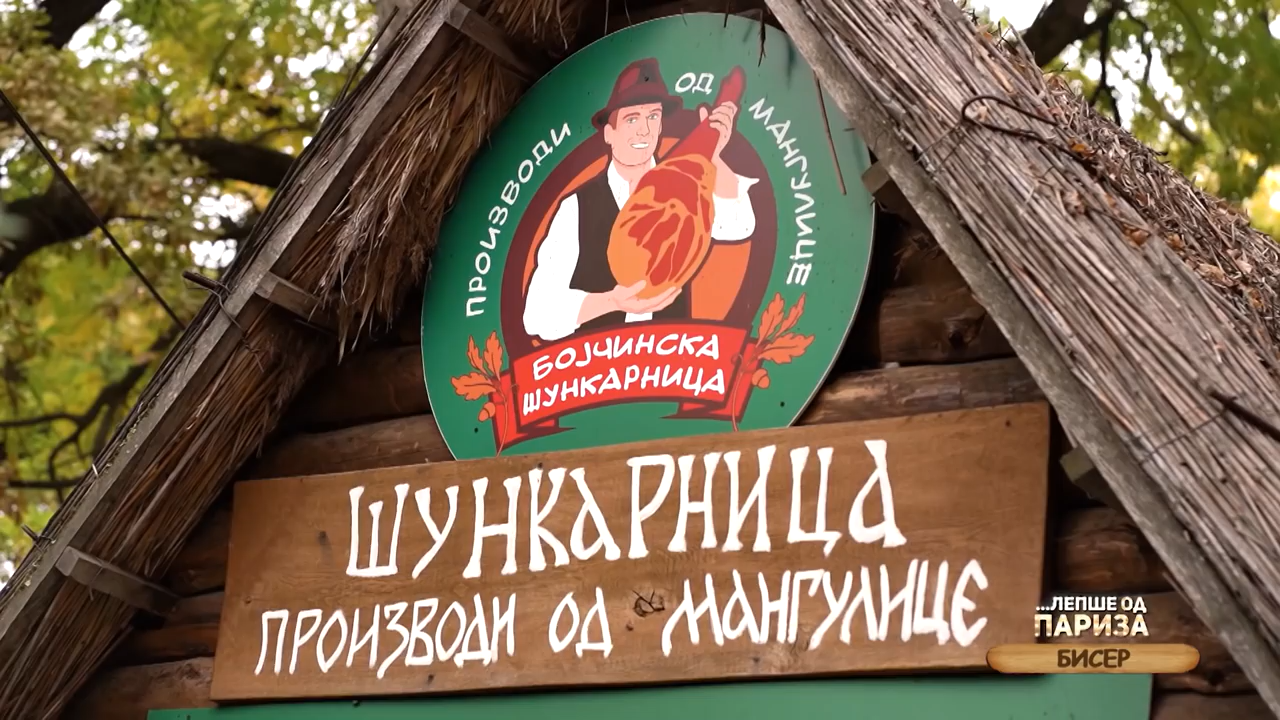 ПРОИЗВОДИ ОД МАНГУЛИЦЕ
БОЈЧИНСКА
ШУНКАРНИЦА
ШУНКАРНИЦА
ПРОИЗВОДИ ОД МАНГУЛИЦЕ
...ЛЕПШЕ ОД
ПАРИЗА
БИСЕР